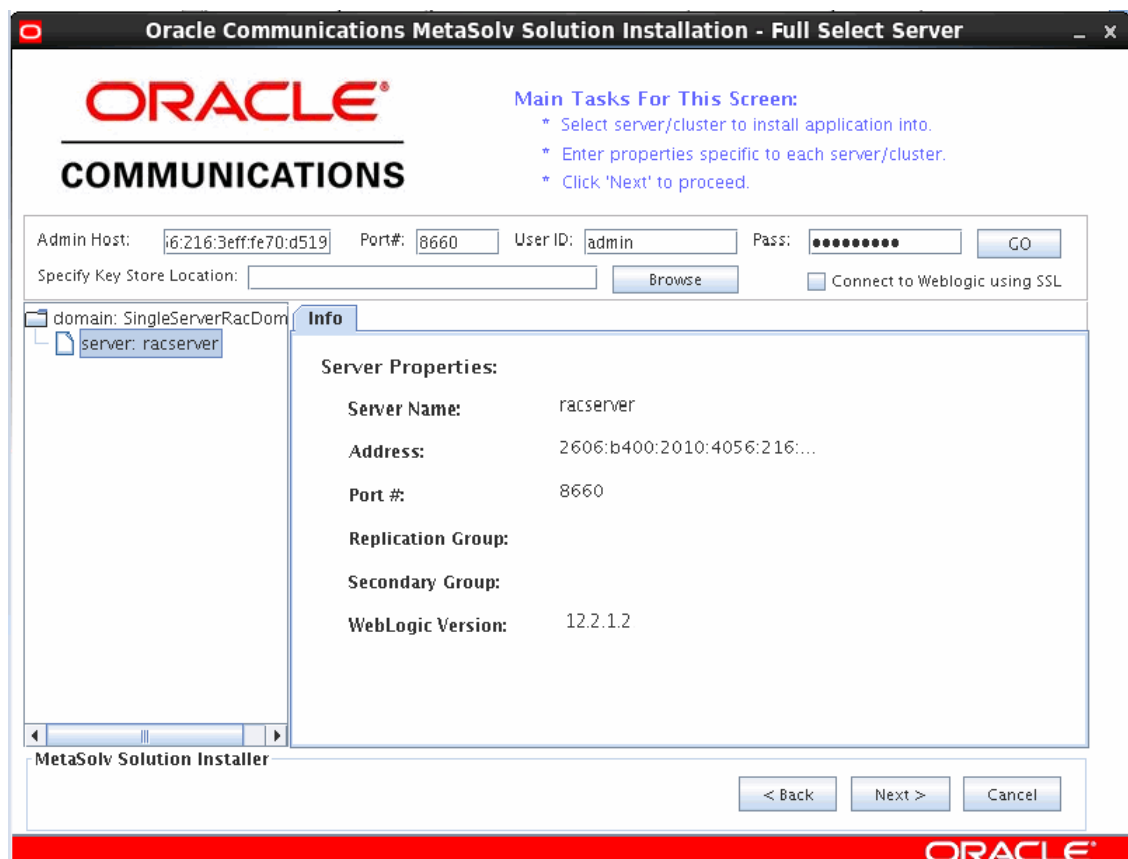 Oracle Communications MetaSolv Solution Installation - Full Select Server
ORACLE®
COMMUNICATIONS
Main Tasks For This Screen:
* Select server/cluster to install application into.
* Enter properties specific to each server/cluster.
* Click 'Next' to proceed.
Admin Host: i6:216:3eff:fe70:d519 Port#: 8660 User ID: admin Pass: ●●●●●●●●● GO
Specify Key Store Location: Browse Connect to Weblogic using SSL
domain: SingleServerRacDom
server: racserver
Info
Server Properties:
Server Name: racserver
Address: 2606:b400:2010:4056:216:...
Port #: 8660
Replication Group:
Secondary Group:
WebLogic Version: 12.2.1.2
MetaSolv Solution Installer
< Back Next > Cancel
ORACLE®